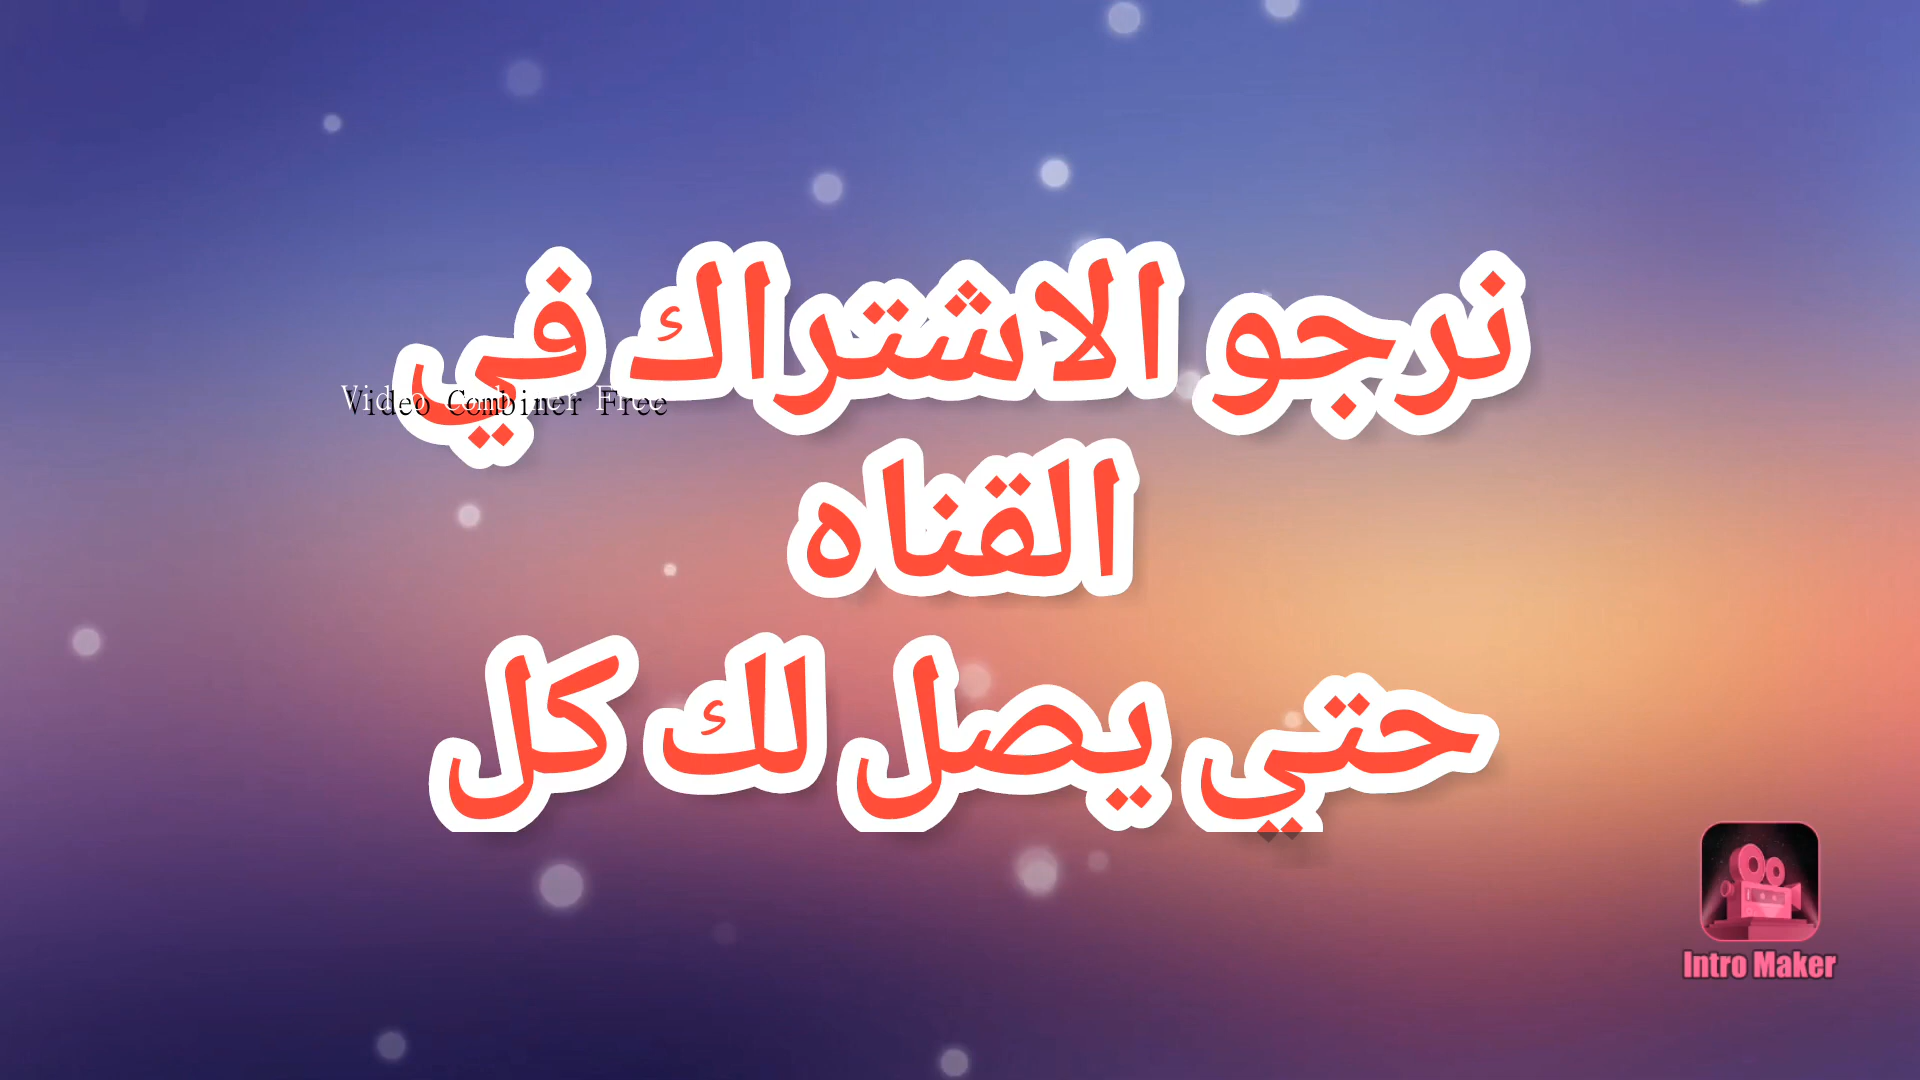 نرجو الاشتراك في
Video Combiner Free
القناه
حتي يصل لك كل
Intro Maker